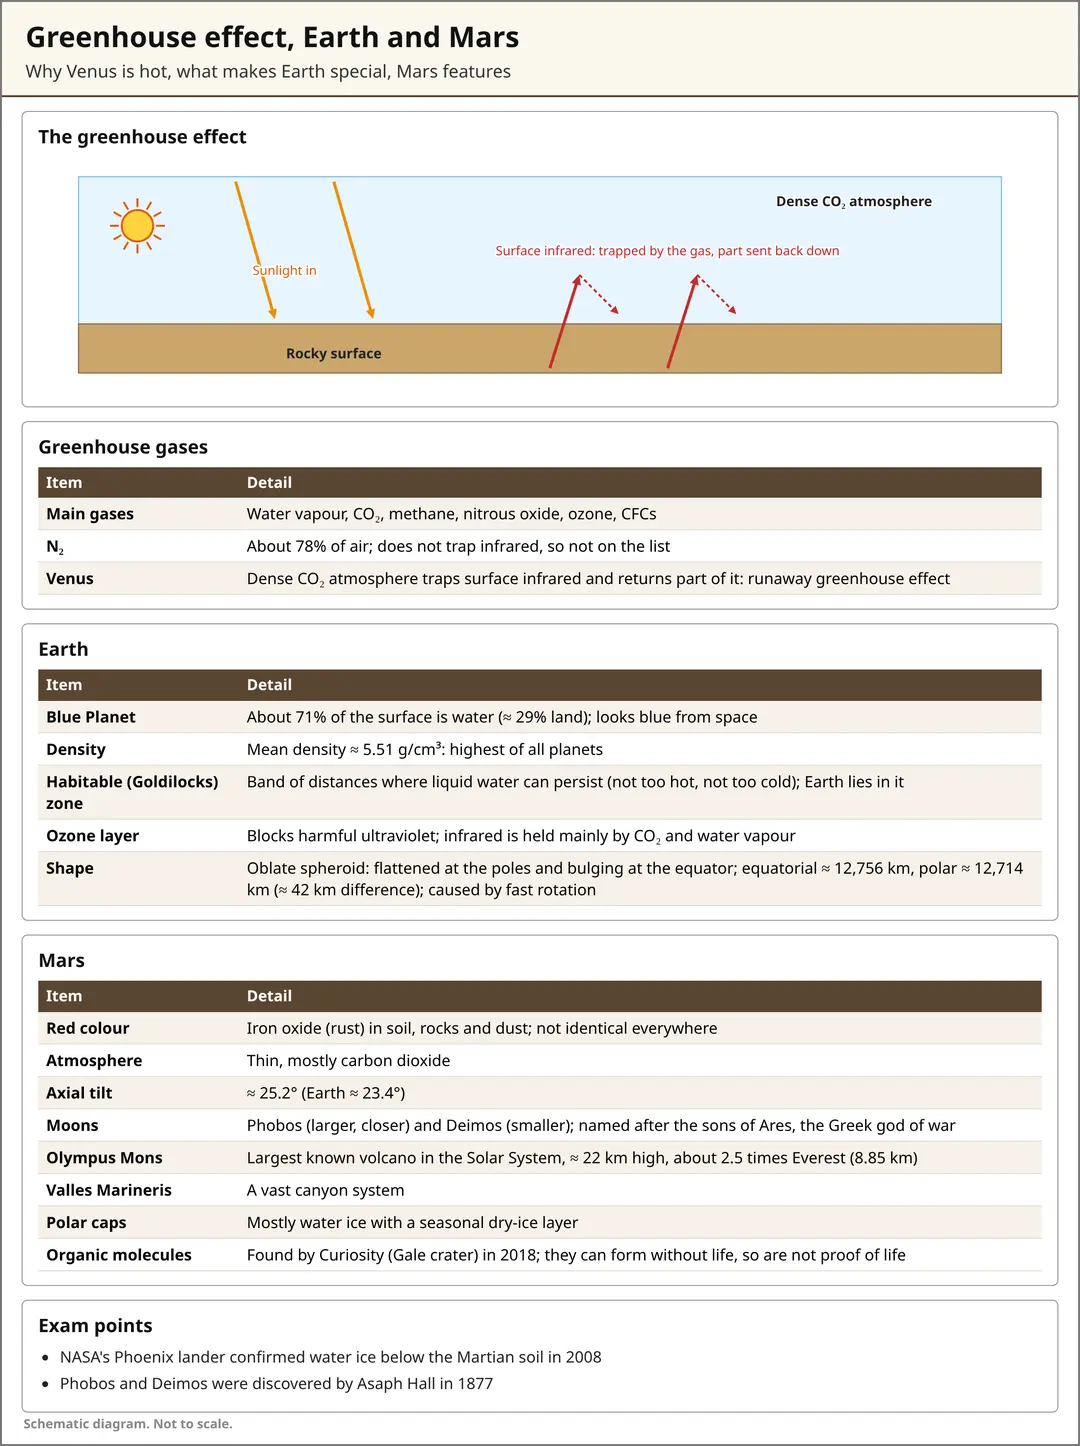 Greenhouse effect, Earth and Mars
Why Venus is hot, what makes Earth special, Mars features
The greenhouse effect
Dense CO₂ atmosphere
Surface infrared: trapped by the gas, part sent back down
Sunlight in
Rocky surface
Greenhouse gases
Item Detail
Main gases Water vapour, CO₂, methane, nitrous oxide, ozone, CFCs
N₂ About 78% of air; does not trap infrared, so not on the list
Venus Dense CO₂ atmosphere traps surface infrared and returns part of it: runaway greenhouse effect
Earth
Item Detail
Blue Planet About 71% of the surface is water (≈ 29% land); looks blue from space
Density Mean density ≈ 5.51 g/cm³: highest of all planets
Habitable (Goldilocks) Band of distances where liquid water can persist (not too hot, not too cold); Earth lies in it
zone
Ozone layer Blocks harmful ultraviolet; infrared is held mainly by CO₂ and water vapour
Shape Oblate spheroid: flattened at the poles and bulging at the equator; equatorial ≈ 12,756 km, polar ≈ 12,714
km (≈ 42 km difference); caused by fast rotation
Mars
Item Detail
Red colour Iron oxide (rust) in soil, rocks and dust; not identical everywhere
Atmosphere Thin, mostly carbon dioxide
Axial tilt ≈ 25.2° (Earth ≈ 23.4°)
Moons Phobos (larger, closer) and Deimos (smaller); named after the sons of Ares, the Greek god of war
Olympus Mons Largest known volcano in the Solar System, ≈ 22 km high, about 2.5 times Everest (8.85 km)
Valles Marineris A vast canyon system
Polar caps Mostly water ice with a seasonal dry-ice layer
Organic molecules Found by Curiosity (Gale crater) in 2018; they can form without life, so are not proof of life
Exam points
• NASA's Phoenix lander confirmed water ice below the Martian soil in 2008
• Phobos and Deimos were discovered by Asaph Hall in 1877
Schematic diagram. Not to scale.